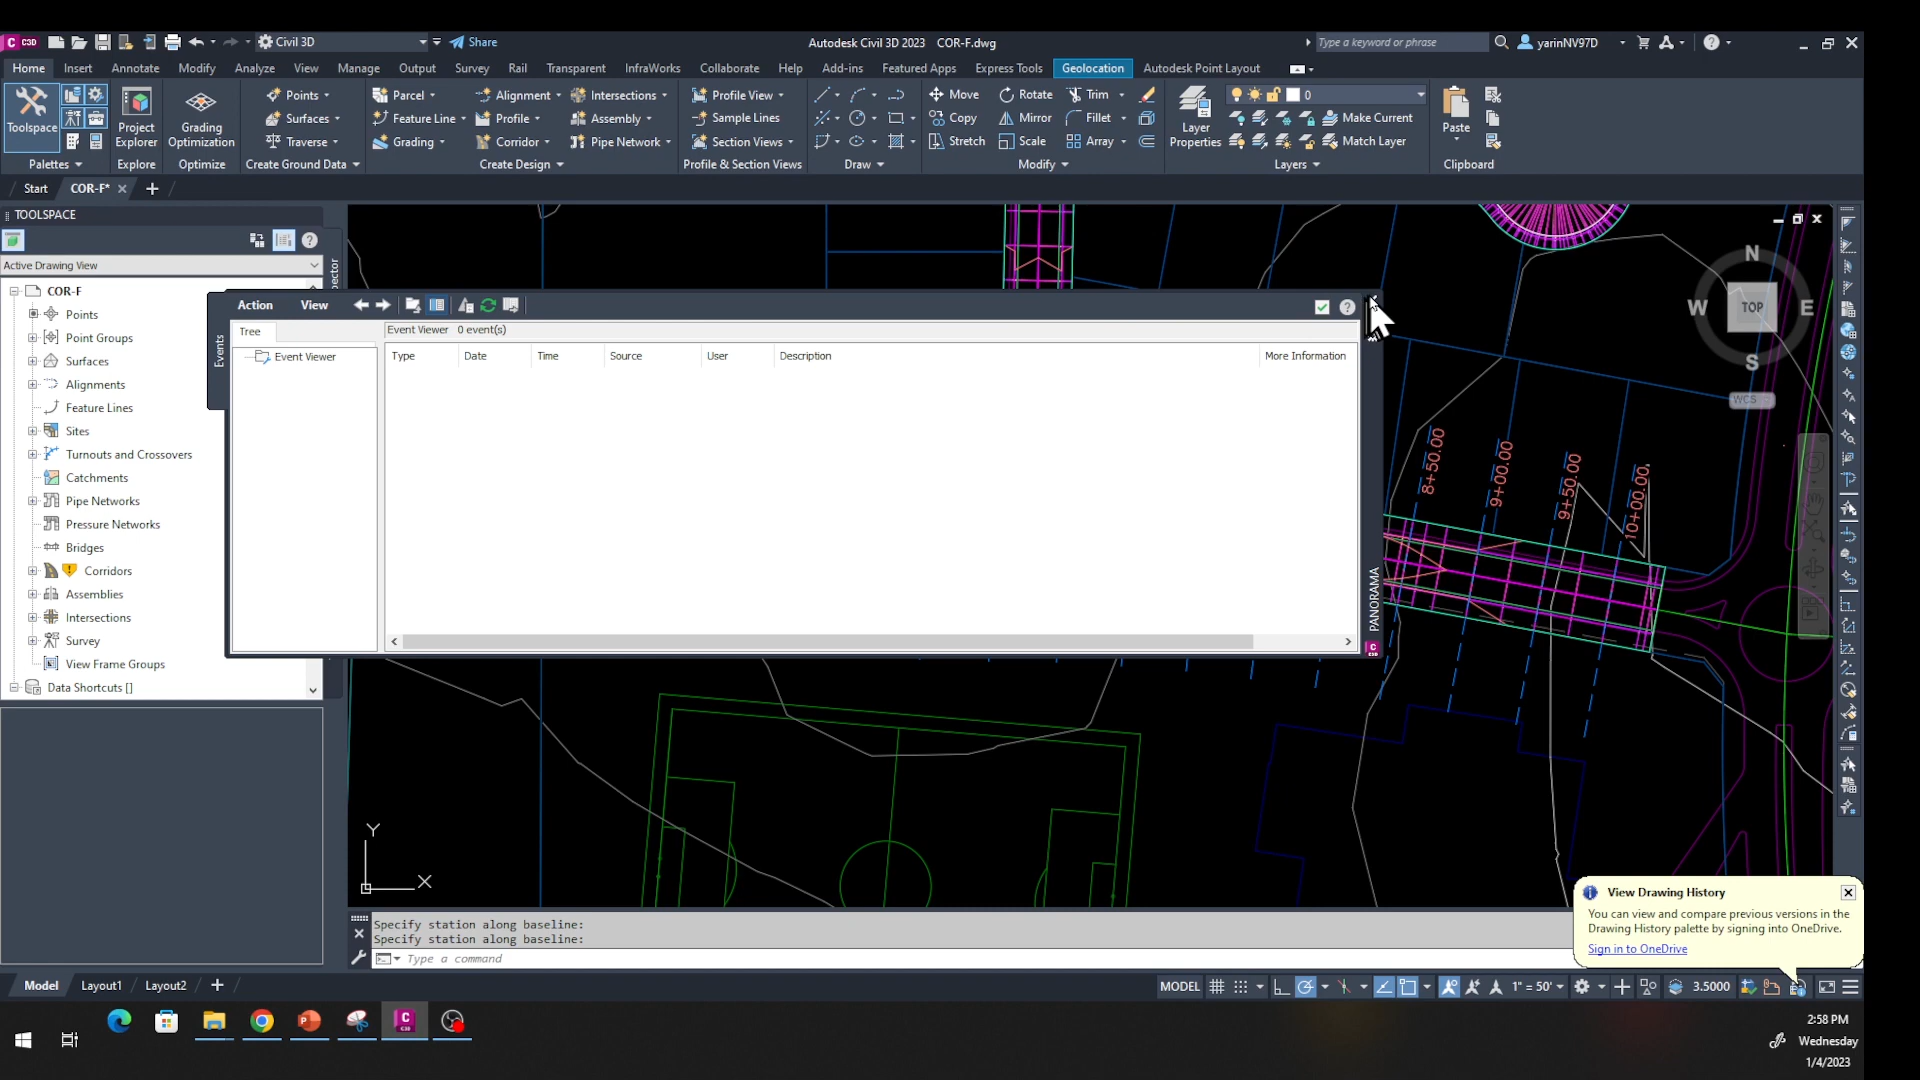 C3D Civil 3D Share Autodesk Civil 3D 2023 COR-F.dwg Type a keyword or phrase yarinNV97D
Home Insert Annotate Modify Analyze View Manage Output Survey Rail Transparent InfraWorks Collaborate Help Add-ins Featured Apps Express Tools Geolocation Autodesk Point Layout
Points Parcel Alignment Intersections Profile View Move Rotate Trim 0
Toolspace Project Explorer Grading Optimization Surfaces Feature Line Profile Assembly Sample Lines Copy Mirror Fillet Layer Properties Make Current Paste
Traverse Grading Corridor Pipe Network Section Views Stretch Scale Array Match Layer
Palettes Explore Optimize Create Ground Data Create Design Profile & Section Views Draw Modify Layers Clipboard
Start COR-F*
TOOLSPACE
Active Drawing View
COR-F
Points
Point Groups
Surfaces
Alignments
Feature Lines
Sites
Turnouts and Crossovers
Catchments
Pipe Networks
Pressure Networks
Bridges
Corridors
Assemblies
Intersections
Survey
View Frame Groups
Data Shortcuts []
Action View
Events
Tree
Event Viewer
Event Viewer 0 event(s)
Type Date Time Source User Description More Information
PANORAMA
C3D
N
W TOP E
S
WCS
8+50.00
9+00.00
9+50.00
10+00.00
Y
X
Specify station along baseline:
Specify station along baseline:
Type a command
View Drawing History
You can view and compare previous versions in the
Drawing History palette by signing into OneDrive.
Sign in to OneDrive
Model Layout1 Layout2 MODEL 1" = 50' 3.5000
2:58 PM
Wednesday
1/4/2023